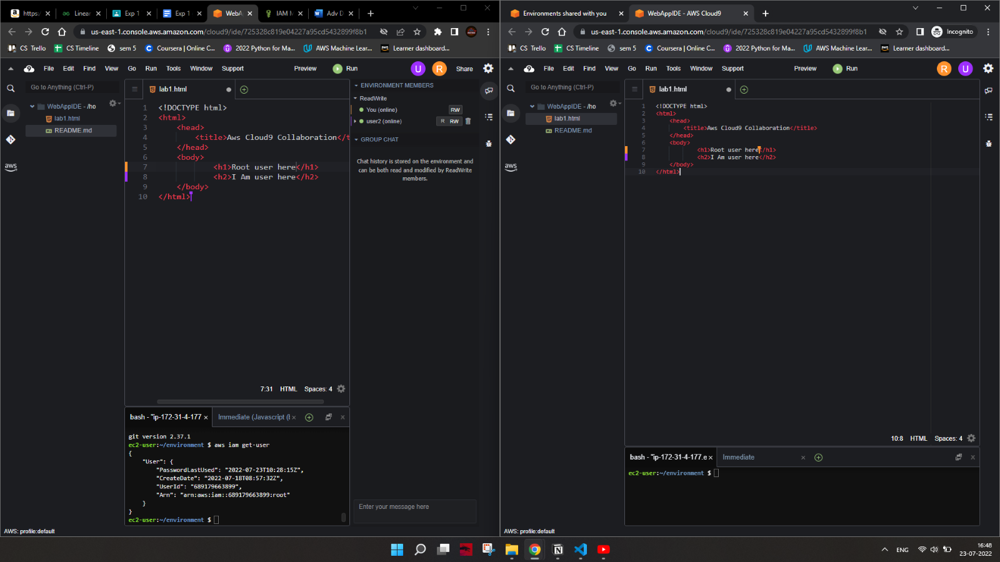 https:/
Linear
Exp 1
Exp 1
WebA
IAM M
Adv D
us-east-1.console.aws.amazon.com/cloud9/ide/725328c819e04227a95cd5432899f8b1
CS Trello
CS Timeline
sem 5
Coursera | Online C...
2022 Python for Ma...
AWS Machine Lear...
Learner dashboard...
File Edit Find View Go Run Tools Window Support Preview Run U R Share
Go to Anything (Ctrl-P)
WebAppIDE - /ho
lab1.html
README.md
aws
lab1.html
1 <!DOCTYPE html>
2 <html>
3 <head>
4 <title>Aws Cloud9 Collaboration</t
5 </head>
6 <body>
7 <h1>Root user here</h1>
8 <h2>I Am user here</h2>
9 </body>
10 </html>
7:31 HTML Spaces: 4
ENVIRONMENT MEMBERS
ReadWrite
You (online) RW
user2 (online) R RW
GROUP CHAT
Chat history is stored on the environment and
can be both read and modified by ReadWrite
members.
Enter your message here
bash - "ip-172-31-4-177 Immediate (Javascript (
git version 2.37.1
ec2-user:~/environment $ aws iam get-user
{
"User": {
"PasswordLastUsed": "2022-07-23T10:28:15Z",
"CreateDate": "2022-07-18T08:57:32Z",
"UserId": "689179663899",
"Arn": "arn:aws:iam::689179663899:root"
}
}
ec2-user:~/environment $
AWS: profile:default
Environments shared with you
WebAppIDE - AWS Cloud9
us-east-1.console.aws.amazon.com/cloud9/ide/725328c819e04227a95cd5432899f8b1
Incognito
CS Trello
CS Timeline
sem 5
Coursera | Online C...
2022 Python for Ma...
AWS Machine Lear...
Learner dashboard...
File Edit Find View Go Run Tools Window Support Preview Run R U
Go to Anything (Ctrl-P)
WebAppIDE - /ho
lab1.html
README.md
aws
lab1.html
1 <!DOCTYPE html>
2 <html>
3 <head>
4 <title>Aws Cloud9 Collaboration</title>
5 </head>
6 <body>
7 <h1>Root user here</h1>
8 <h2>I Am user here</h2>
9 </body>
10 </html>
10:8 HTML Spaces: 4
bash - "ip-172-31-4-177.e Immediate
ec2-user:~/environment $
AWS: profile:default
ENG
16:48
23-07-2022